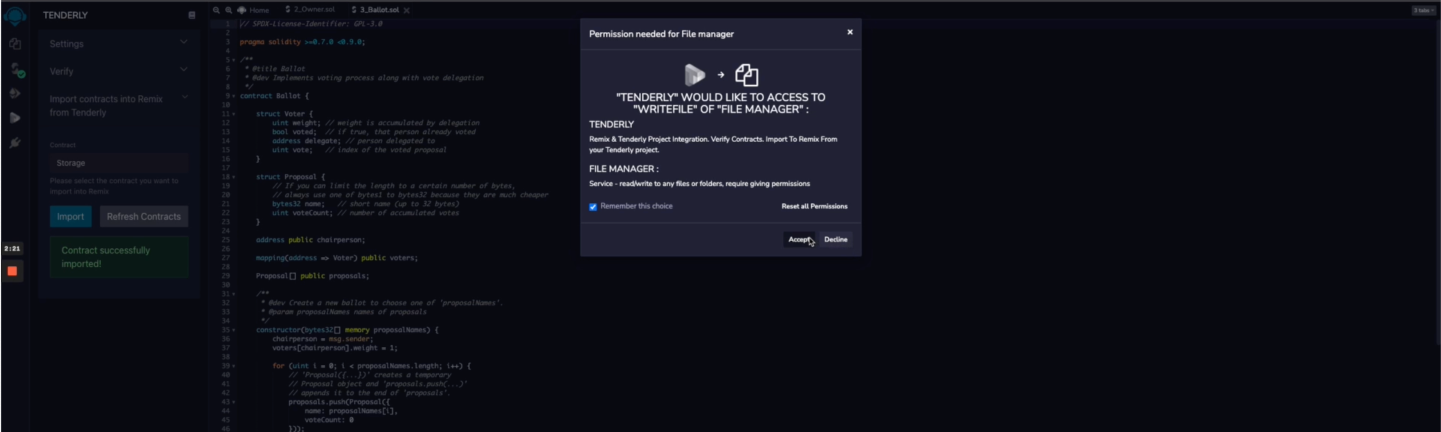 TENDERLY
Settings
Verify
Import contracts into Remix
from Tenderly
Contract
Storage
Please select the contract you want to
import into Remix
Import
Refresh Contracts
Contract successfully
imported!
2:21
Home
2_Owner.sol
3_Ballot.sol
3 tabs
1 // SPDX-License-Identifier: GPL-3.0
2
3 pragma solidity >=0.7.0 <0.9.0;
4
5 /**
6 * @title Ballot
7 * @dev Implements voting process along with vote delegation
8 */
9 contract Ballot {
10
11 struct Voter {
12 uint weight; // weight is accumulated by delegation
13 bool voted; // if true, that person already voted
14 address delegate; // person delegated to
15 uint vote; // index of the voted proposal
16 }
17
18 struct Proposal {
19 // If you can limit the length to a certain number of bytes,
20 // always use one of bytes1 to bytes32 because they are much cheaper
21 bytes32 name; // short name (up to 32 bytes)
22 uint voteCount; // number of accumulated votes
23 }
24
25 address public chairperson;
26
27 mapping(address => Voter) public voters;
28
29 Proposal[] public proposals;
30
31 /**
32 * @dev Create a new ballot to choose one of 'proposalNames'.
33 * @param proposalNames names of proposals
34 */
35 constructor(bytes32[] memory proposalNames) {
36 chairperson = msg.sender;
37 voters[chairperson].weight = 1;
38
39 for (uint i = 0; i < proposalNames.length; i++) {
40 // 'Proposal({...})' creates a temporary
41 // Proposal object and 'proposals.push(...)'
42 // appends it to the end of 'proposals'.
43 proposals.push(Proposal({
44 name: proposalNames[i],
45 voteCount: 0
46 }));
Permission needed for File manager
"TENDERLY" WOULD LIKE TO ACCESS TO
"WRITEFILE" OF "FILE MANAGER" :
TENDERLY
Remix & Tenderly Project Integration. Verify Contracts. Import To Remix From
your Tenderly project.
FILE MANAGER :
Service - read/write to any files or folders, require giving permissions
Remember this choice
Reset all Permissions
Accept
Decline